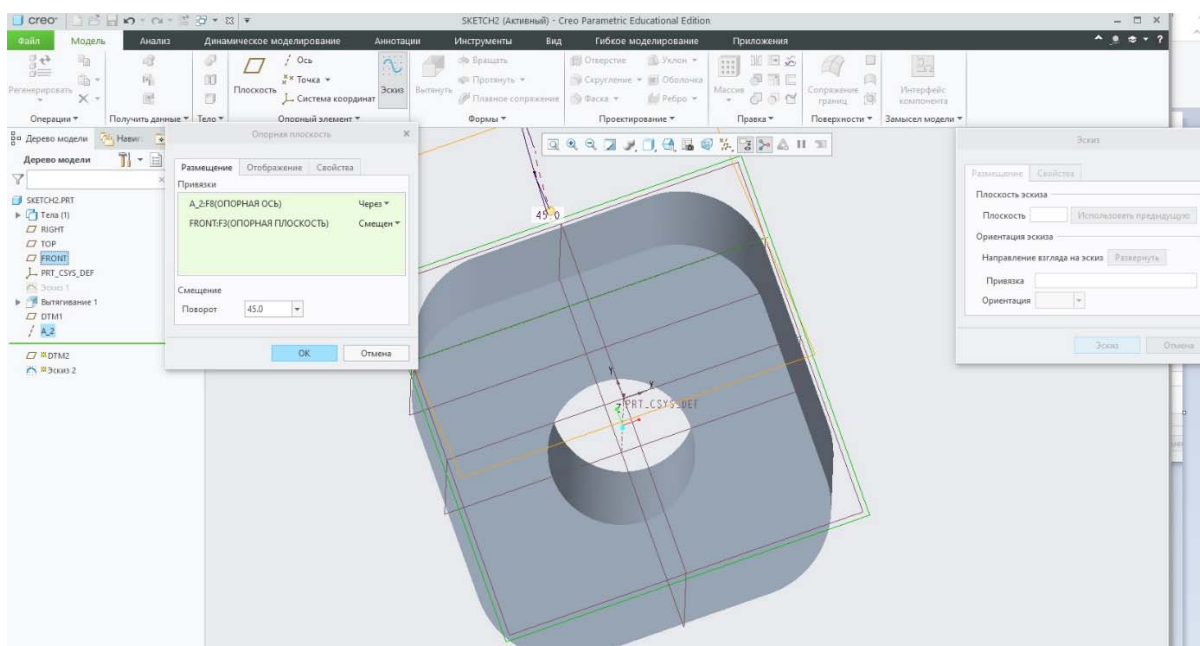 creo
SKETCH2 (Активный) - Creo Parametric Educational Edition
Файл Модель Анализ Динамическое моделирование Аннотации Инструменты Вид Гибкое моделирование Приложения
Регенерировать
Плоскость
Ось
Точка
Система координат
Эскиз
Вытянуть
Вращать
Протянуть
Плавное сопряжение
Отверстие Уклон
Скругление Оболочка
Фаска Ребро
Массив
Сопряжение границ
Интерфейс компонента
Операции Получить данные Тело Опорный элемент Формы Проектирование Правка Поверхности Замысел модели
Дерево модели Навиг
Дерево модели
SKETCH2.PRT
Тела (1)
RIGHT
TOP
FRONT
PRT_CSYS_DEF
Эскиз 1
Вытягивание 1
DTM1
A_2
DTM2
Эскиз 2
Опорная плоскость
Размещение Отображение Свойства
Привязки
A_2:F8(ОПОРНАЯ ОСЬ) Через
FRONT:F3(ОПОРНАЯ ПЛОСКОСТЬ) Смещен
Смещение
Поворот 45.0
OK Отмена
45.0
Y
Y
Z
PRT_CSYS_DEF
Эскиз
Размещение Свойства
Плоскость эскиза
Плоскость Использовать предыдущую
Ориентация эскиза
Направление взгляда на эскиз Развернуть
Привязка
Ориентация
Эскиз Отмена